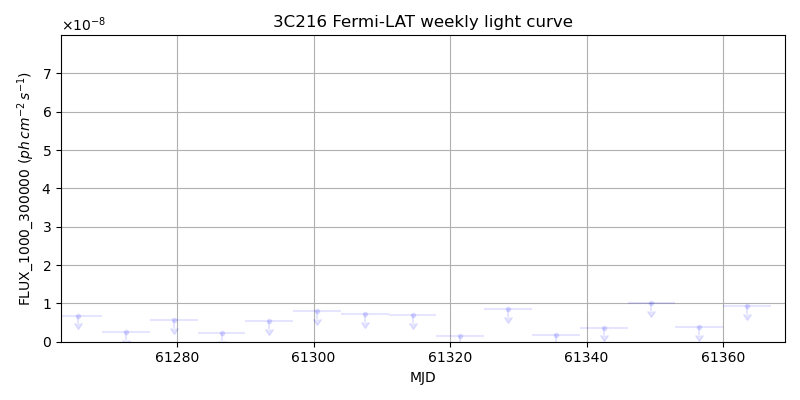 3C216 Fermi-LAT weekly light curve
×10⁻⁸
FLUX_1000_300000 (ph cm⁻² s⁻¹)
7
6
5
4
3
2
1
0
61280 61300 61320 61340 61360
MJD